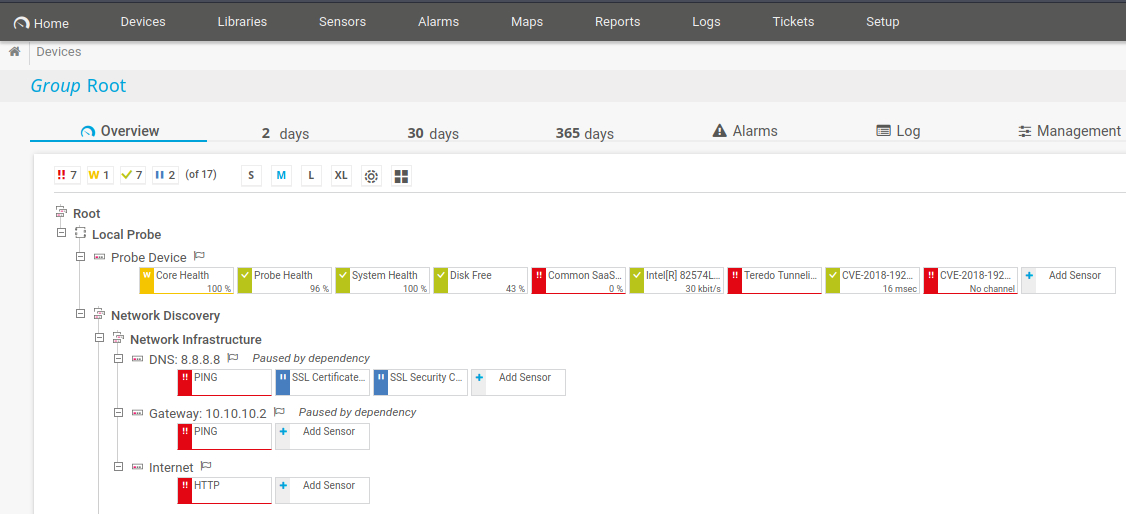 Home Devices Libraries Sensors Alarms Maps Reports Logs Tickets Setup
Devices
Group Root
Overview 2 days 30 days 365 days Alarms Log Management
!! 7 W 1 7 2 (of 17) S M L XL
Root
Local Probe
Probe Device
W Core Health Probe Health System Health Disk Free !! Common SaaS... Intel[R] 82574L... !! Teredo Tunneli... CVE-2018-192... !! CVE-2018-192... + Add Sensor
100 % 96 % 100 % 43 % 0 % 30 kbit/s 16 msec No channel
Network Discovery
Network Infrastructure
DNS: 8.8.8.8 Paused by dependency
!! PING SSL Certificate... SSL Security C... + Add Sensor
Gateway: 10.10.10.2 Paused by dependency
!! PING + Add Sensor
Internet
!! HTTP + Add Sensor